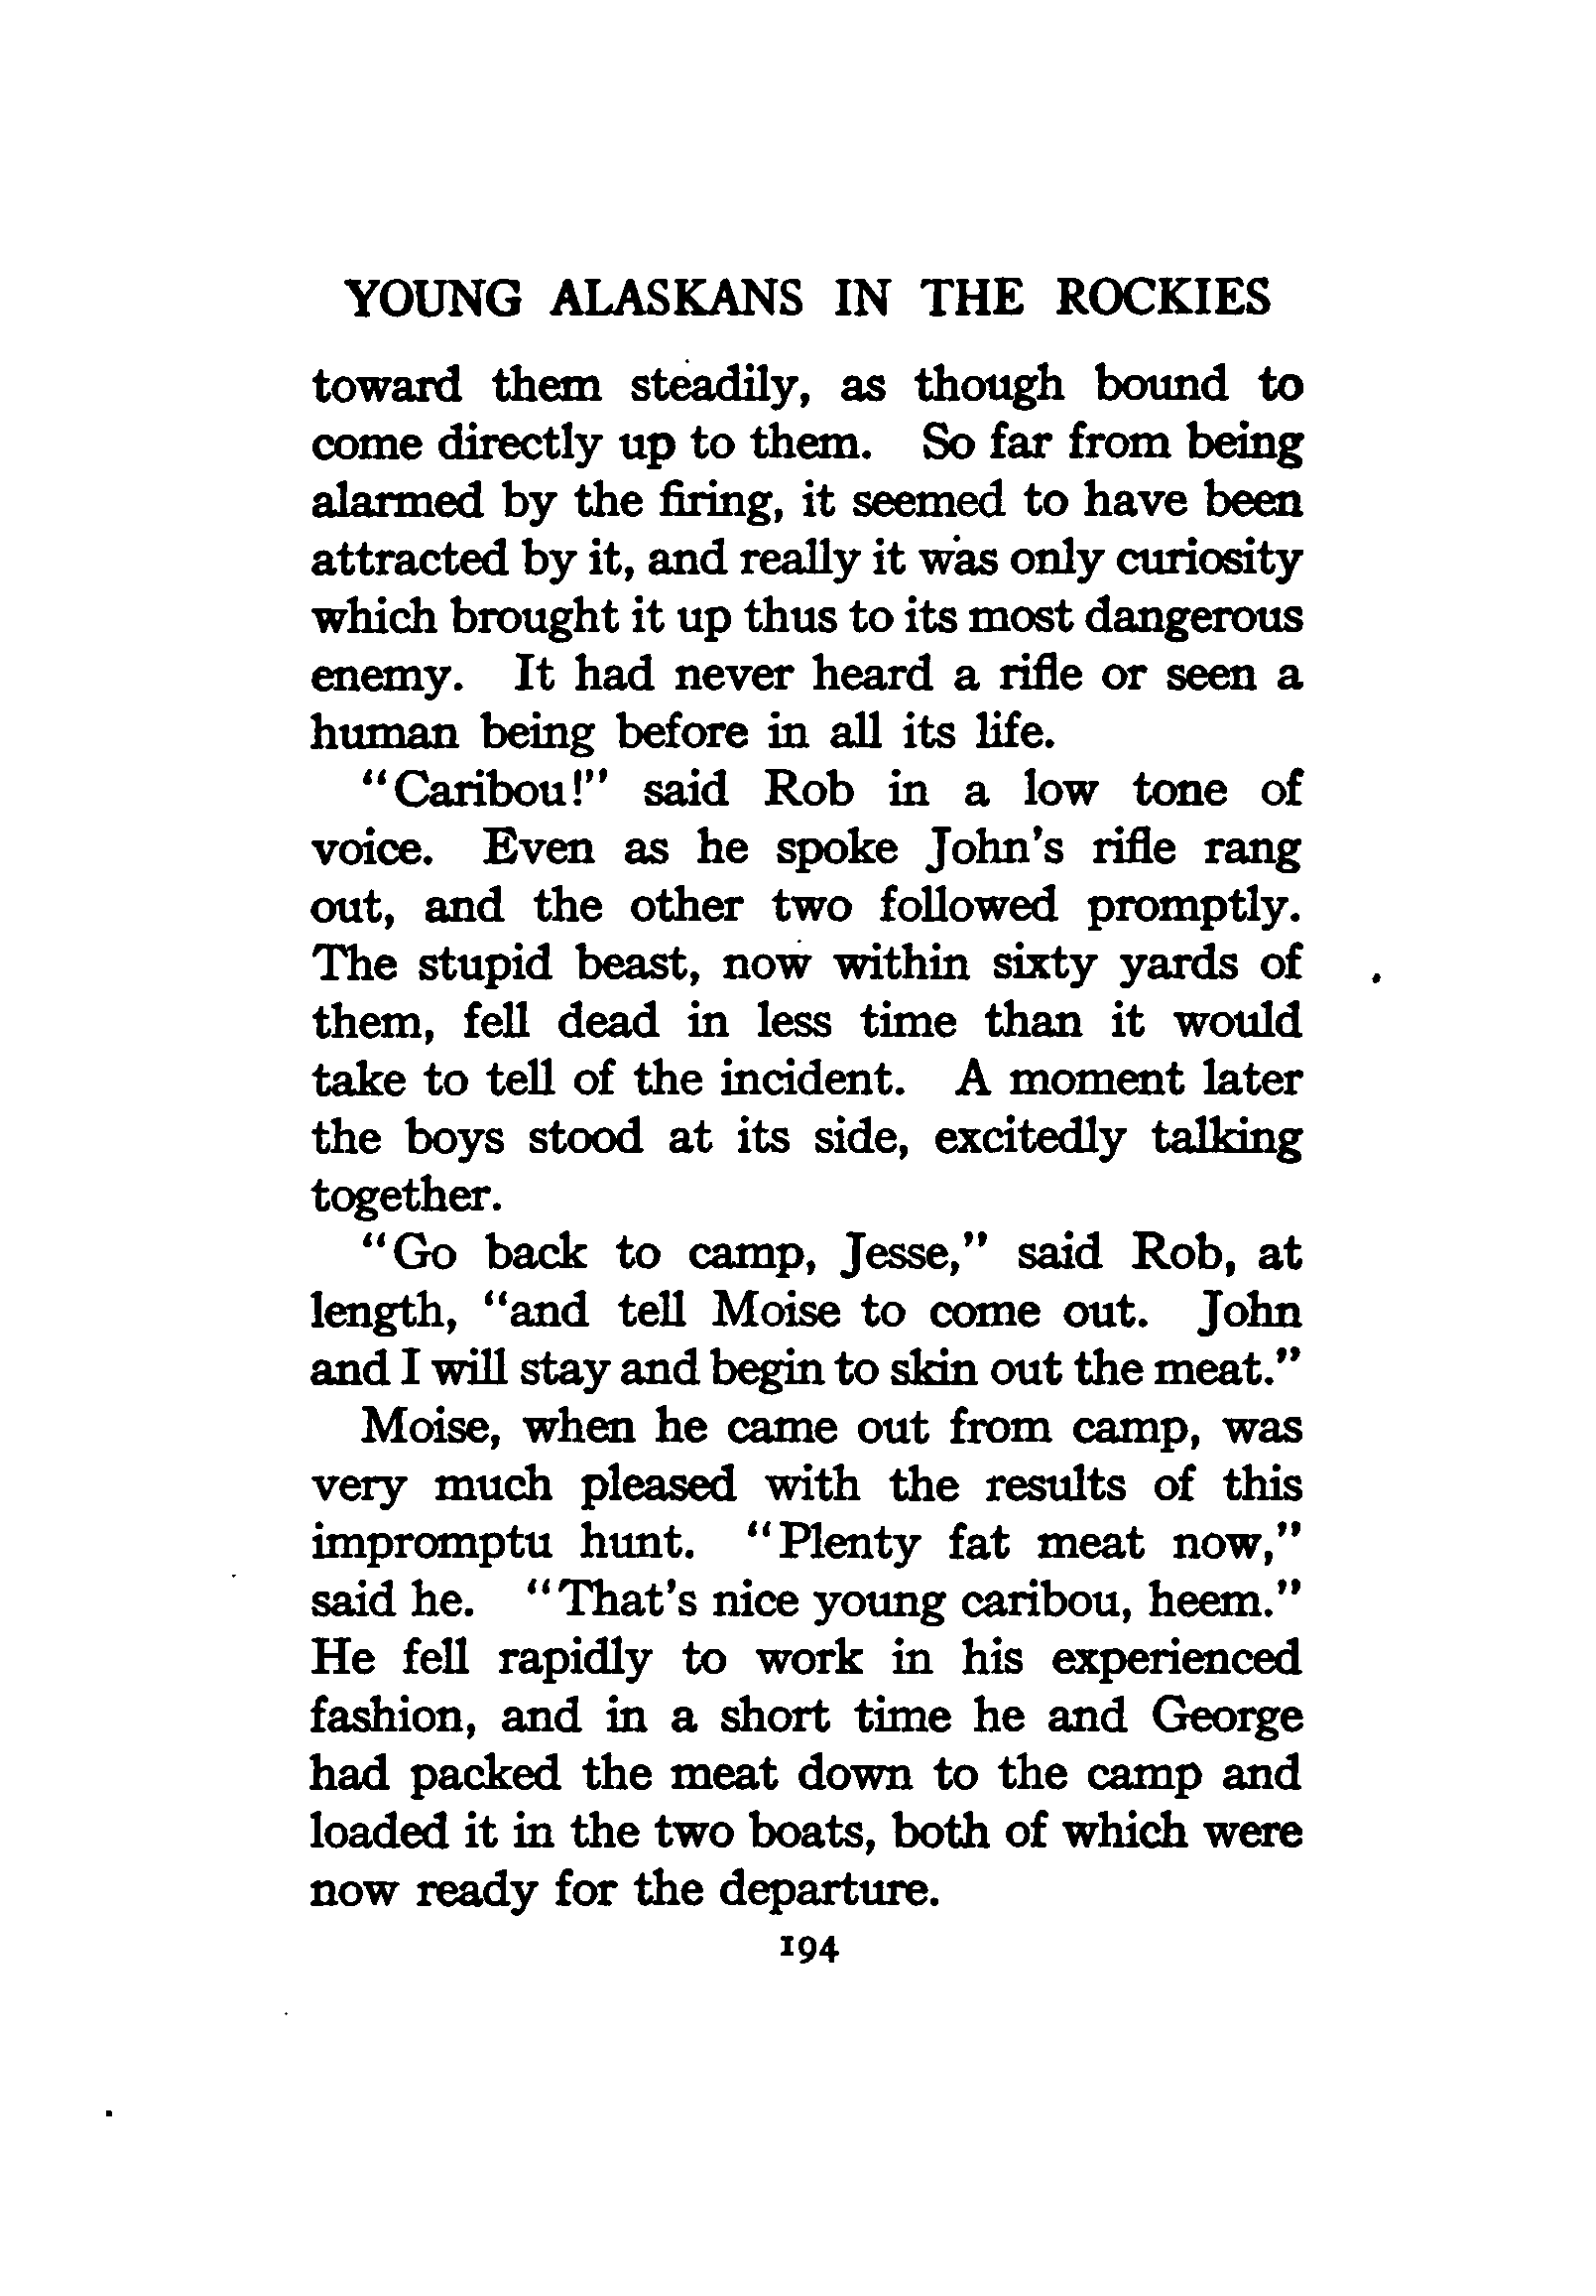 YOUNG ALASKANS IN THE ROCKIES
toward them steadily, as though bound to
come directly up to them. So far from being
alarmed by the firing, it seemed to have been
attracted by it, and really it was only curiosity
which brought it up thus to its most dangerous
enemy. It had never heard a rifle or seen a
human being before in all its life.
"Caribou!" said Rob in a low tone of
voice. Even as he spoke John's rifle rang
out, and the other two followed promptly.
The stupid beast, now within sixty yards of
them, fell dead in less time than it would
take to tell of the incident. A moment later
the boys stood at its side, excitedly talking
together.
"Go back to camp, Jesse," said Rob, at
length, "and tell Moise to come out. John
and I will stay and begin to skin out the meat."
Moise, when he came out from camp, was
very much pleased with the results of this
impromptu hunt. "Plenty fat meat now,"
said he. "That's nice young caribou, heem."
He fell rapidly to work in his experienced
fashion, and in a short time he and George
had packed the meat down to the camp and
loaded it in the two boats, both of which were
now ready for the departure.
194